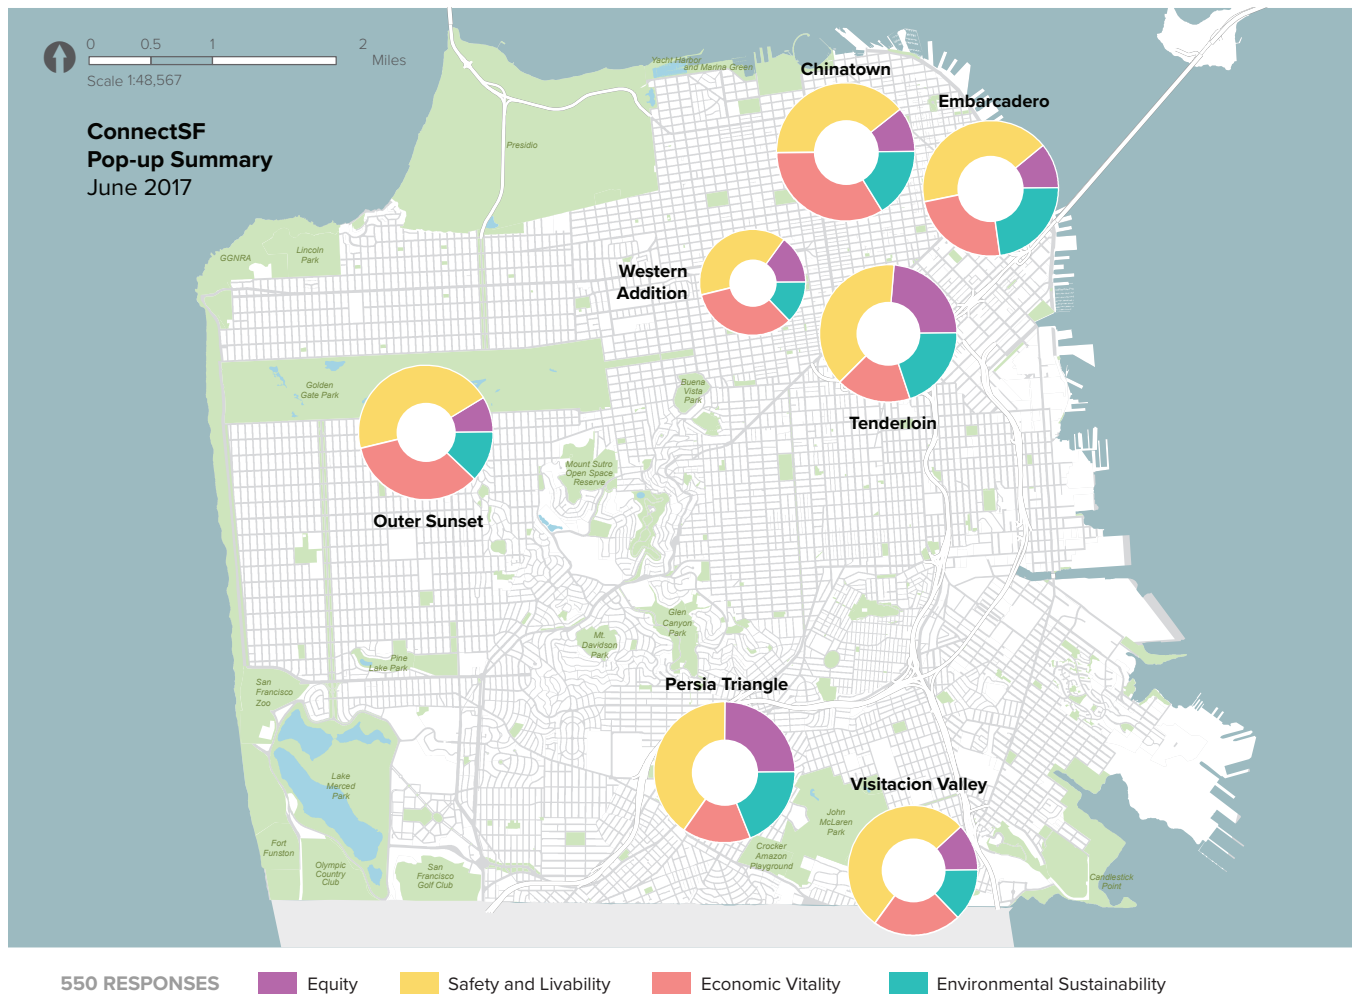 0 0.5 1 2
Miles
Scale 1:48,567
ConnectSF
Pop-up Summary
June 2017
Yacht Harbor
and Marina Green
Chinatown
Embarcadero
Presidio
GGNRA
Lincoln
Park
Western
Addition
Golden
Gate Park
Buena
Vista
Park
Tenderloin
Mount Sutro
Open Space
Reserve
Outer Sunset
Glen
Canyon
Park
Mt.
Davidson
Park
Pine
Lake Park
San
Francisco
Zoo
Persia Triangle
Lake
Merced
Park
Visitacion Valley
John
McLaren
Park
Crocker
Amazon
Playground
Fort
Funston
Olympic
Country
Club
San
Francisco
Golf Club
Candlestick
Point
550 RESPONSES Equity Safety and Livability Economic Vitality Environmental Sustainability